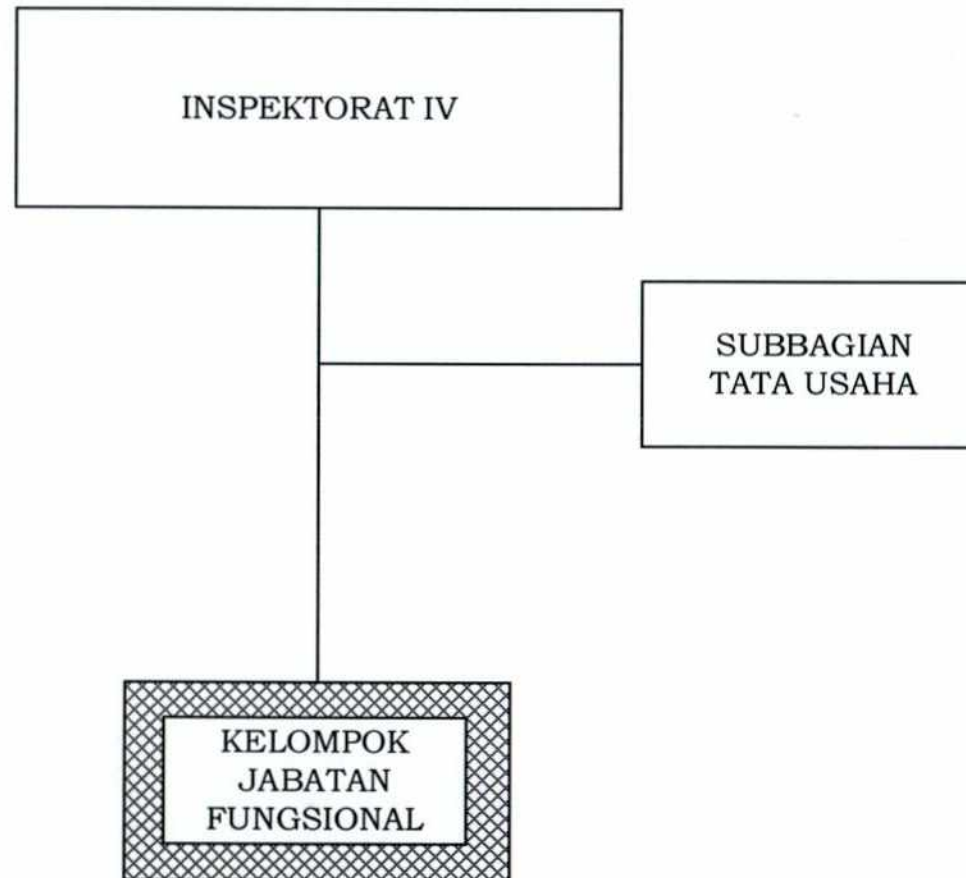 INSPEKTORAT IV
SUBBAGIAN
TATA USAHA
KELOMPOK
JABATAN
FUNGSIONAL